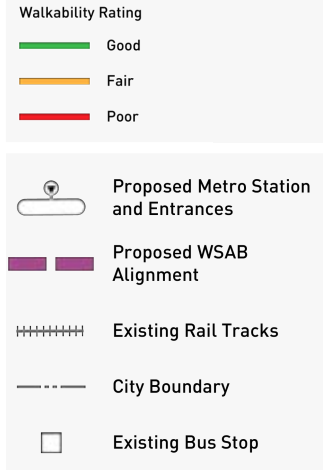 Walkability Rating
Good
Fair
Poor
Proposed Metro Station
and Entrances
Proposed WSAB
Alignment
Existing Rail Tracks
City Boundary
Existing Bus Stop